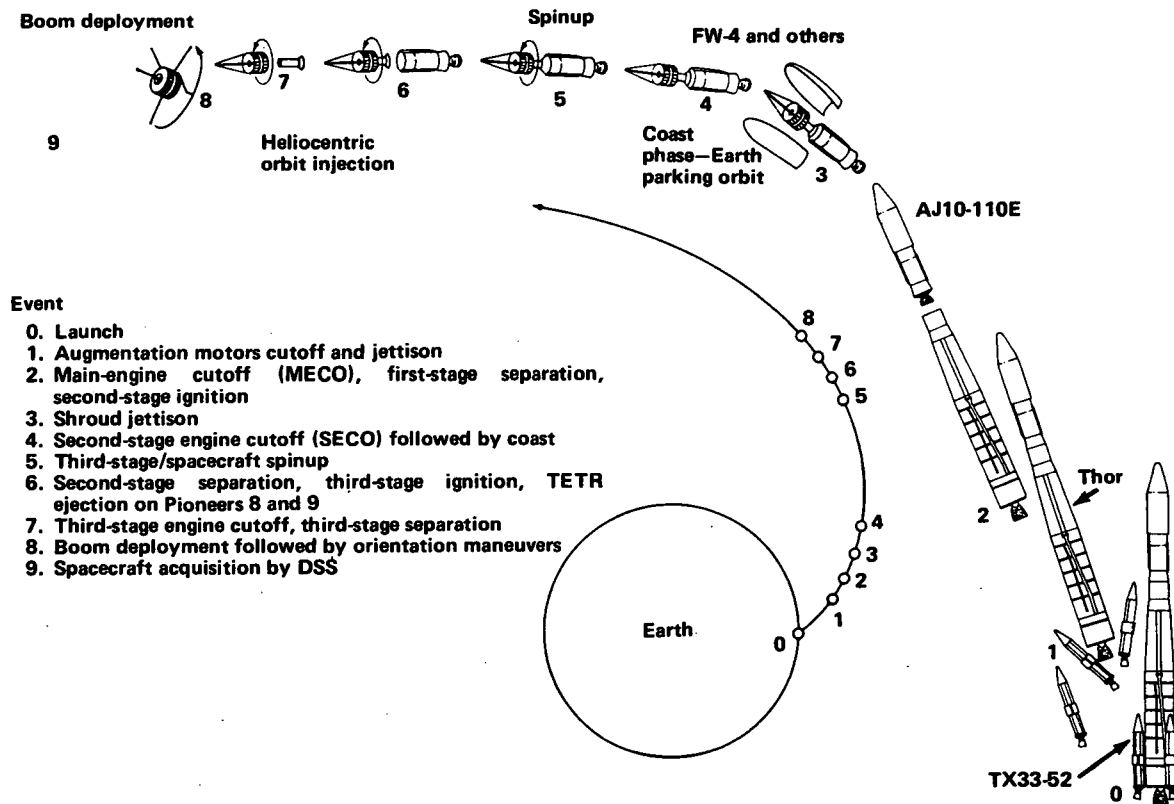 Boom deployment
Spinup
FW-4 and others
7
8
6
5
4
9
Heliocentric
orbit injection
Coast
phase—Earth
parking orbit
3
AJ10-110E
Event
0. Launch
1. Augmentation motors cutoff and jettison
2. Main-engine cutoff (MECO), first-stage separation,
second-stage ignition
3. Shroud jettison
4. Second-stage engine cutoff (SECO) followed by coast
5. Third-stage/spacecraft spinup
6. Second-stage separation, third-stage ignition, TETR
ejection on Pioneers 8 and 9
7. Third-stage engine cutoff, third-stage separation
8. Boom deployment followed by orientation maneuvers
9. Spacecraft acquisition by DSS
8
7
6
5
4
3
2
1
0
Earth
2
Thor
1
TX33-52
0